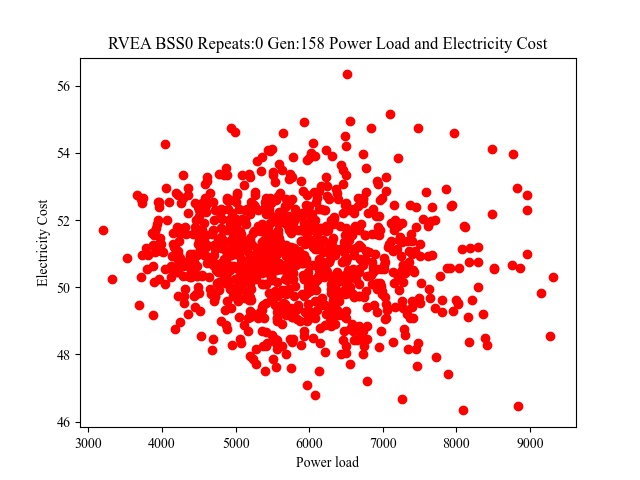 RVEA BSS0 Repeats:0 Gen:158 Power Load and Electricity Cost
56
54
52
50
48
46
Electricity Cost
3000 4000 5000 6000 7000 8000 9000
Power load